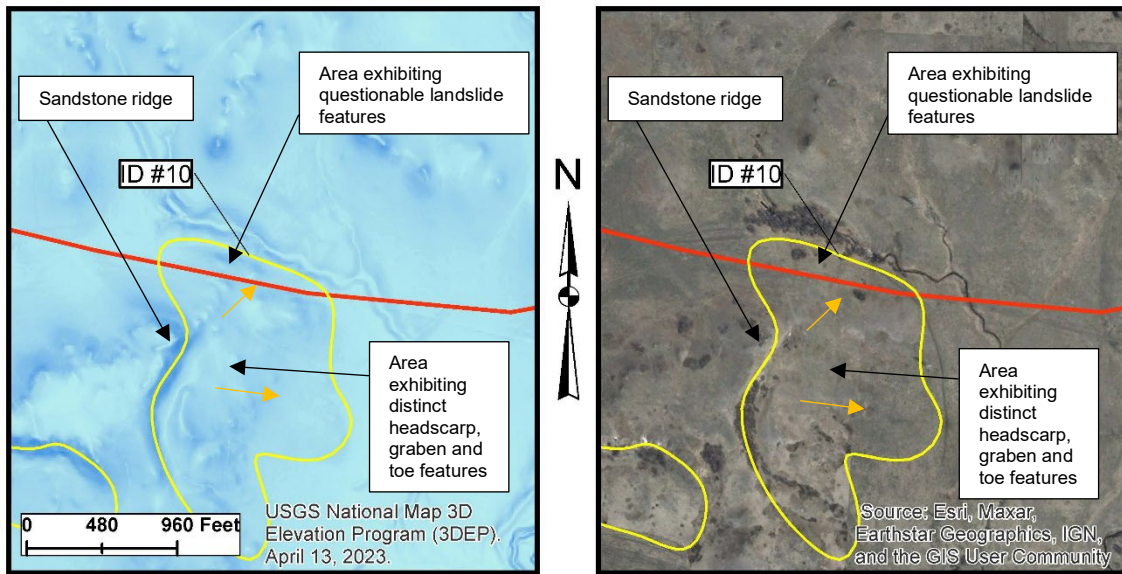 Sandstone ridge
Area exhibiting
questionable landslide
features
ID #10
Area
exhibiting
distinct
headscarp,
graben and
toe features
0 480 960 Feet
USGS National Map 3D
Elevation Program (3DEP).
April 13, 2023.
N
Sandstone ridge
Area exhibiting
questionable landslide
features
ID #10
Area
exhibiting
distinct
headscarp,
graben and
toe features
Source: Esri, Maxar,
Earthstar Geographics, IGN,
and the GIS User Community